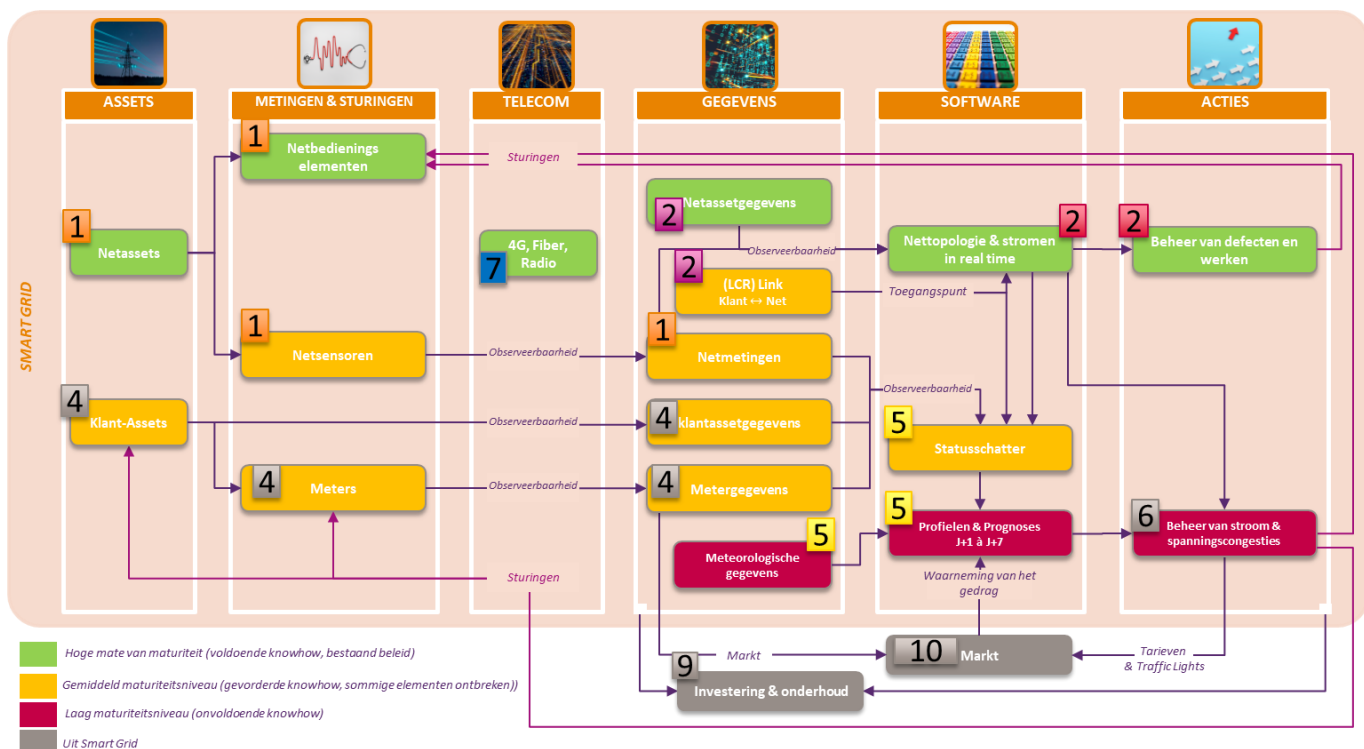 ASSETS
METINGEN & STURINGEN
TELECOM
GEGEVENS
SOFTWARE
ACTIES
SMART GRID
1
Netbedienings
elementen
Sturingen
1
Netassets
4G, Fiber,
Radio
7
Netassetgegevens
2
Observeerbaarheid
2
(LCR) Link
Klant ↔ Net
Toegangspunt
Nettopologie & stromen
in real time
2
2
Beheer van defecten en
werken
1
Netsensoren
Observeerbaarheid
1
Netmetingen
Observeerbaarheid
4
Klant-Assets
Observeerbaarheid
4
klantassetgegevens
5
Statusschatter
4
Meters
Observeerbaarheid
4
Metergegevens
5
Meteorologische
gegevens
5
Profielen & Prognoses
J+1 à J+7
6
Beheer van stroom &
spanningscongesties
Sturingen
Waarneming van het
gedrag
Markt
10
Markt
Tarieven
& Traffic Lights
9
Investering & onderhoud
Hoge mate van maturiteit (voldoende knowhow, bestaand beleid)
Gemiddeld maturiteitsniveau (gevorderde knowhow, sommige elementen ontbreken))
Laag maturiteitsniveau (onvoldoende knowhow)
Uit Smart Grid